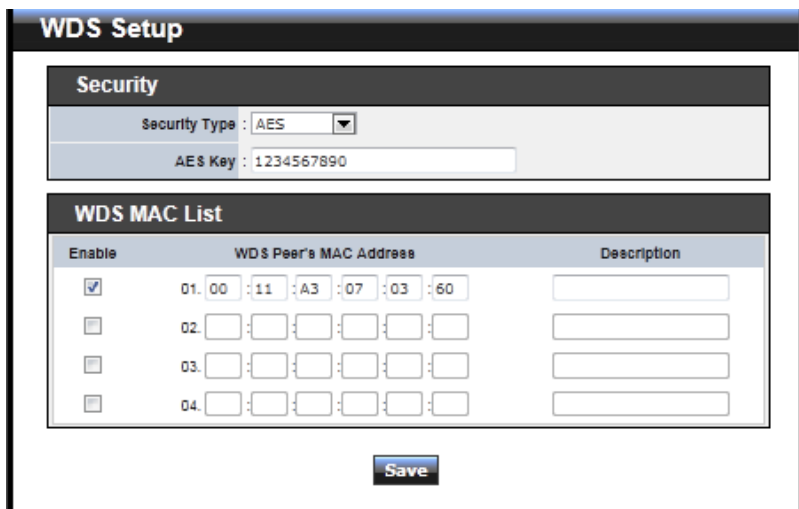 WDS Setup
Security
Security Type : AES
AES Key : 1234567890
WDS MAC List
Enable WDS Peer's MAC Address Description
01. 00 : 11 : A3 : 07 : 03 : 60
02. : : : : :
03. : : : : :
04. : : : : :
Save